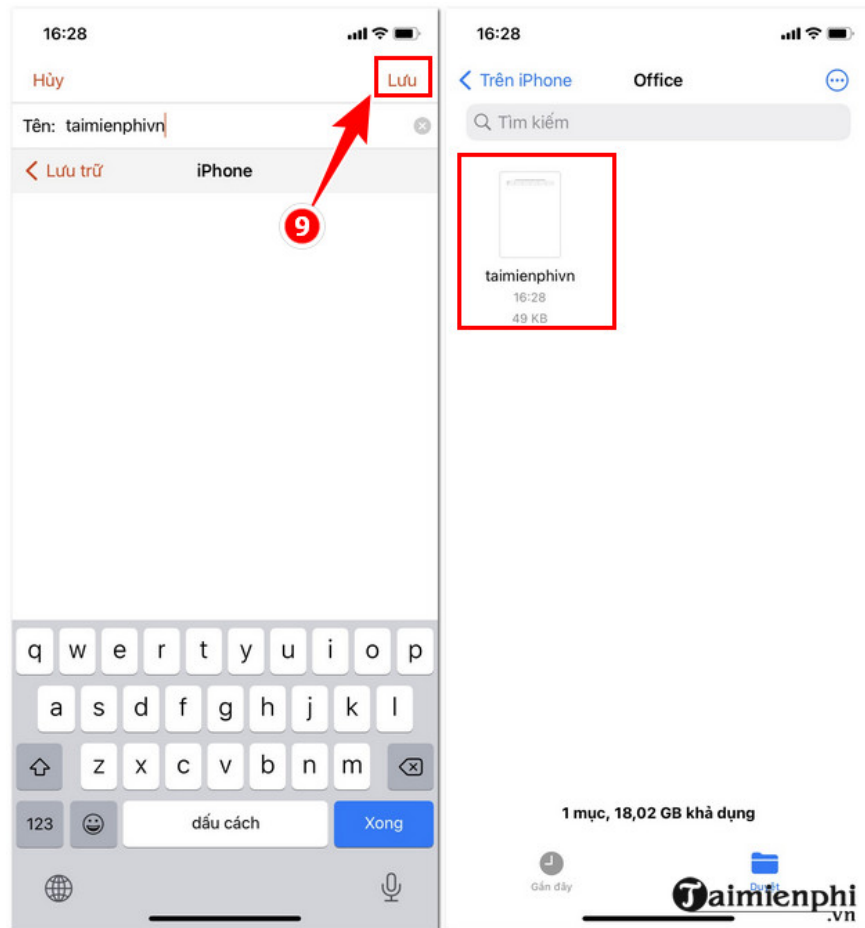 16:28
Hủy
Lưu
Tên: taimienphivn
Lưu trữ
iPhone
9
q w e r t y u i o p
a s d f g h j k l
z x c v b n m
123
dấu cách
Xong
16:28
Trên iPhone
Office
Tìm kiếm
taimienphivn
16:28
49 KB
1 mục, 18,02 GB khả dụng
Gần đây
Duyệt
Taimienphi
.vn